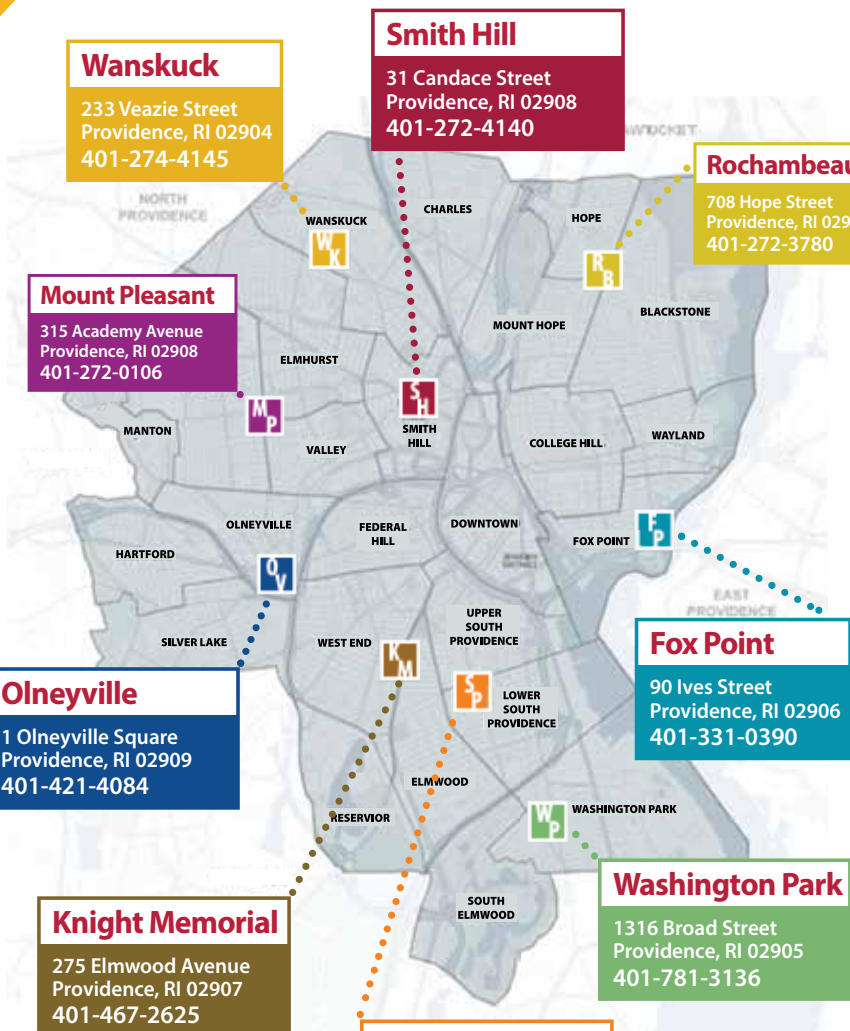 Smith Hill
31 Candace Street
Providence, RI 02908
401-272-4140
Wanskuck
233 Veazie Street
Providence, RI 02904
401-274-4145
Rochambeau
708 Hope Street
Providence, RI 029
401-272-3780
NORTH
PROVIDENCE
WANSKUCK
CHARLES
HOPE
W
K
R
B
BLACKSTONE
MOUNT HOPE
Mount Pleasant
315 Academy Avenue
Providence, RI 02908
401-272-0106
ELMHURST
M
P
S
H
SMITH
HILL
MANTON
VALLEY
COLLEGE HILL
WAYLAND
OLNEYVILLE
FEDERAL
HILL
DOWNTOWN
FOX POINT
F
P
HARTFORD
O
V
EAST
PROVIDENCE
SILVER LAKE
WEST END
K
M
UPPER
SOUTH
PROVIDENCE
S
P
LOWER
SOUTH
PROVIDENCE
Fox Point
90 Ives Street
Providence, RI 02906
401-331-0390
Olneyville
1 Olneyville Square
Providence, RI 02909
401-421-4084
ELMWOOD
RESERVIOR
W
P
WASHINGTON PARK
SOUTH
ELMWOOD
Washington Park
1316 Broad Street
Providence, RI 02905
401-781-3136
Knight Memorial
275 Elmwood Avenue
Providence, RI 02907
401-467-2625